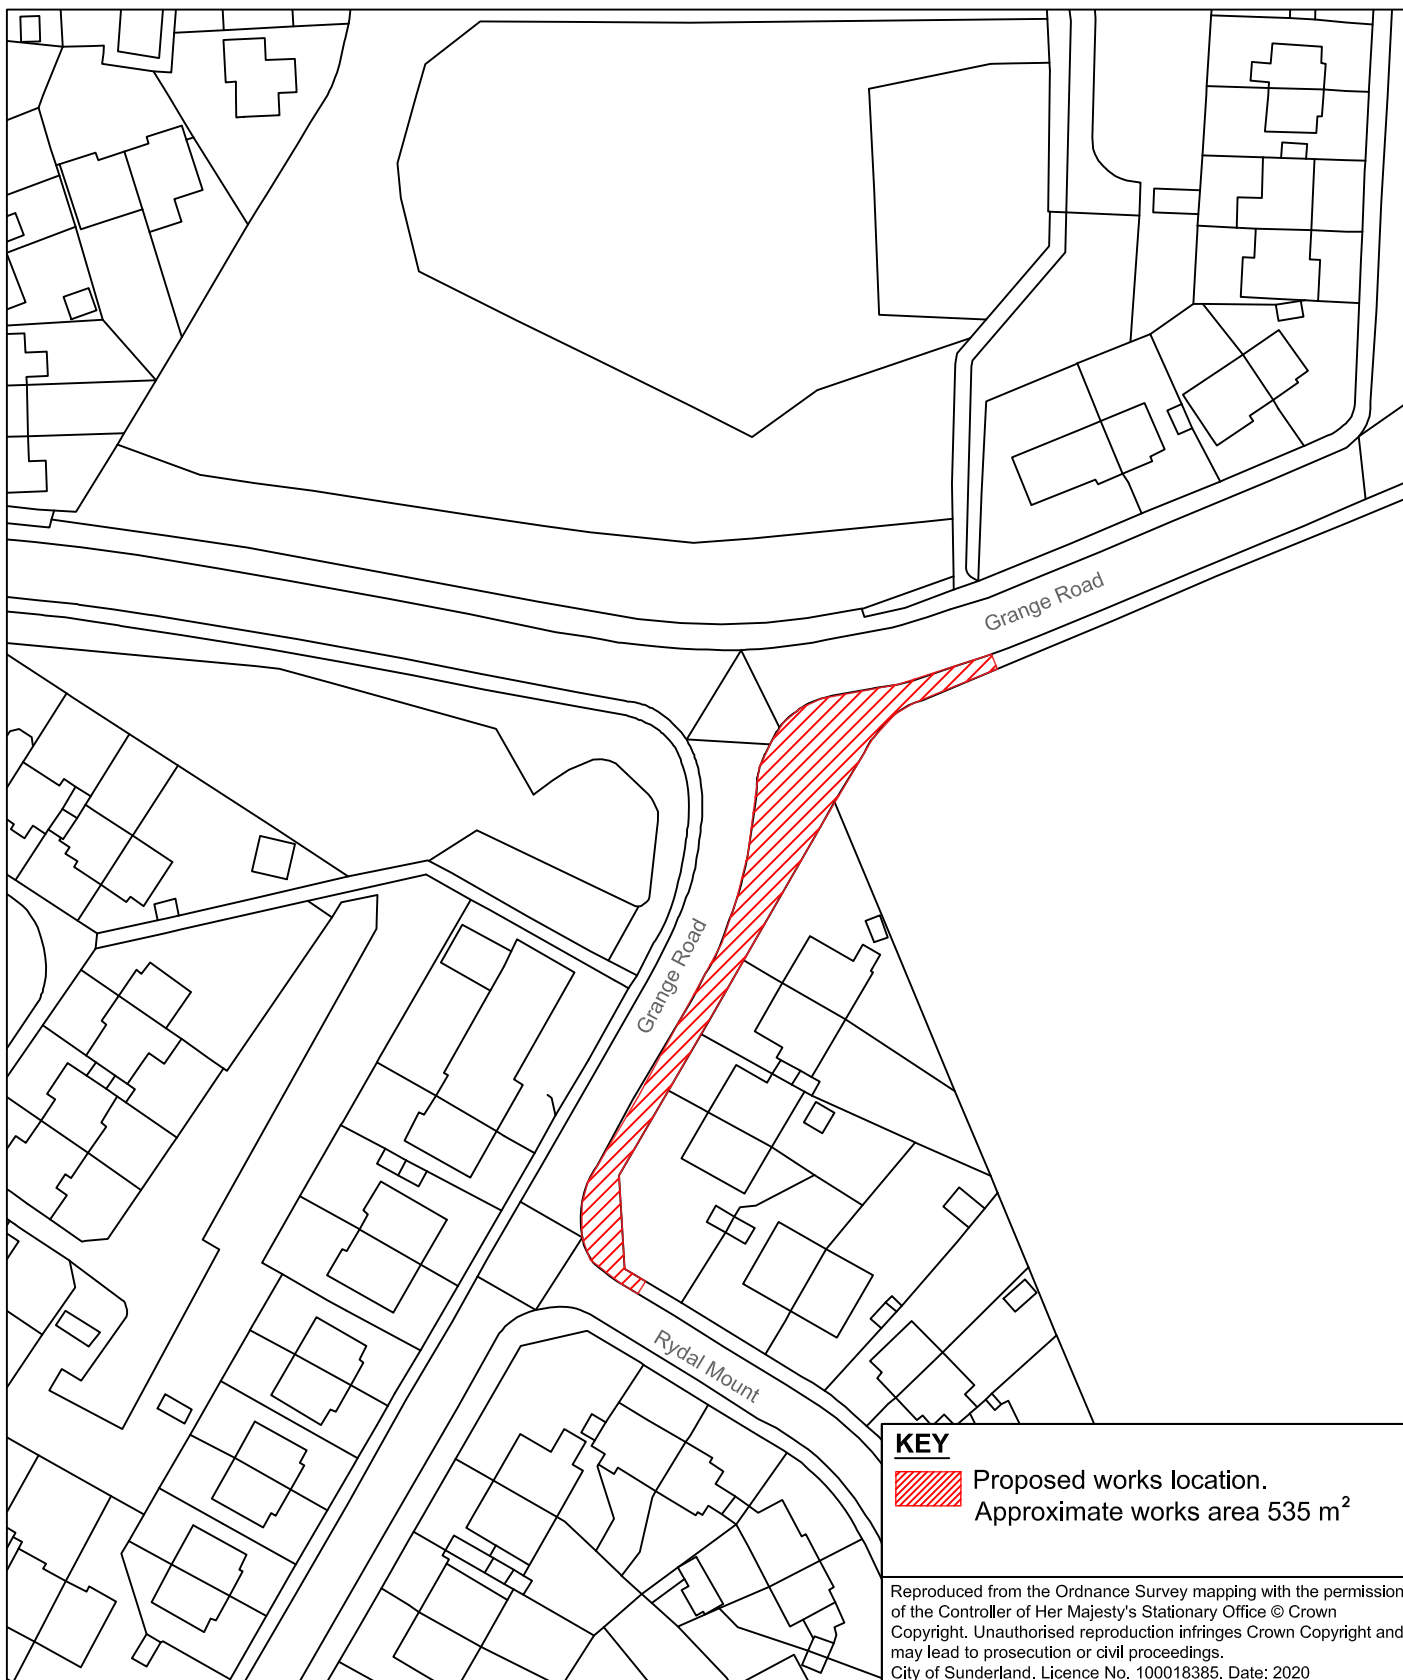 Grange Road
Grange Road
Rydal Mount
KEY
Proposed works location.
Approximate works area 535 m²
Reproduced from the Ordnance Survey mapping with the permission
of the Controller of Her Majesty's Stationary Office © Crown
Copyright. Unauthorised reproduction infringes Crown Copyright and
may lead to prosecution or civil proceedings.
City of Sunderland. Licence No. 100018385. Date: 2020